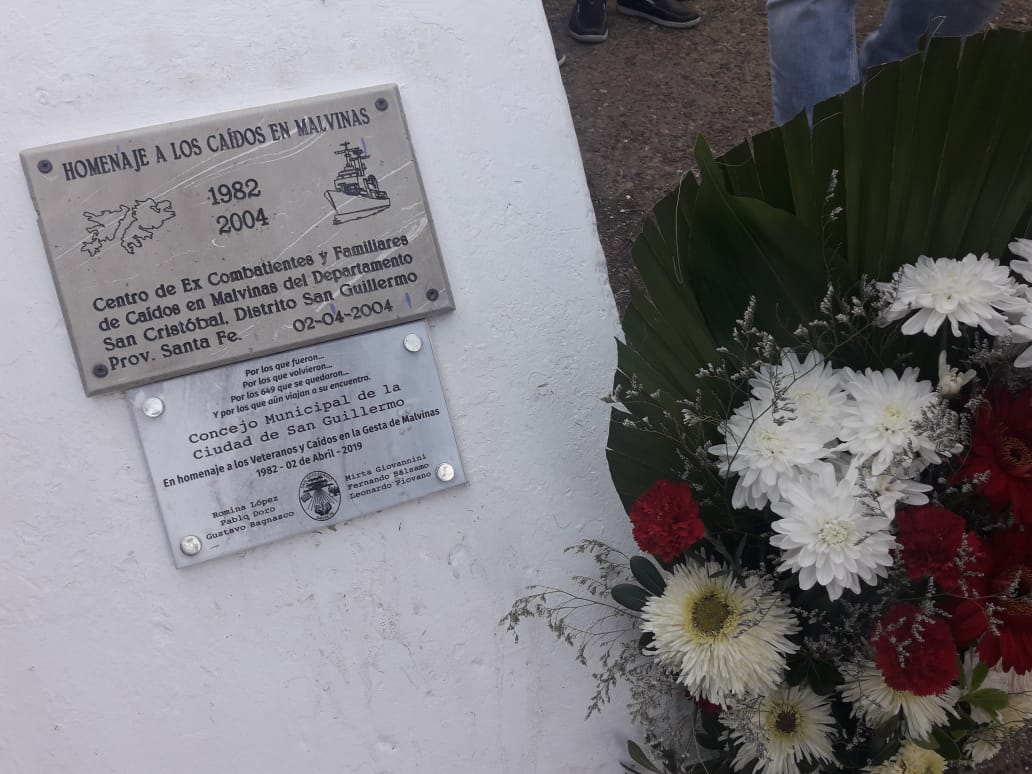 HOMENAJE A LOS CAÍDOS EN MALVINAS
1982
2004
Centro de Ex Combatientes y Familiares
de Caídos en Malvinas del Departamento
San Cristóbal, Distrito San Guillermo
Prov. Santa Fe.
02-04-2004
Por los que fueron...
Por los que volvieron...
Por los 649 que se quedaron...
Y por los que aún viajan a su encuentro.
Concejo Municipal de la
Ciudad de San Guillermo
En homenaje a los Veteranos y Caídos en la Gesta de Malvinas
1982 - 02 de Abril - 2019
Romina López
Pablo Doro
Gustavo Bagnasco
Mirta Giovannini
Fernando Bálsamo
Leonardo Piovano